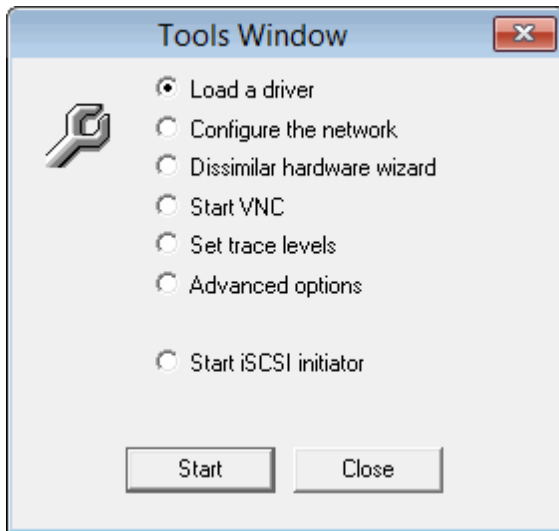 Tools Window
Load a driver
Configure the network
Dissimilar hardware wizard
Start VNC
Set trace levels
Advanced options
Start iSCSI initiator
Start
Close